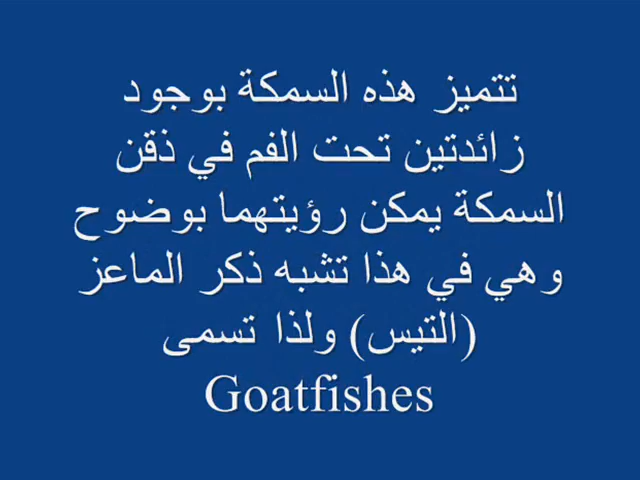 تتميز هذه السمكة بوجود
زائدتين تحت الفم في ذقن
السمكة يمكن رؤيتهما بوضوح
وهي في هذا تشبه ذكر الماعز
(التيس) ولذا تسمى
Goatfishes